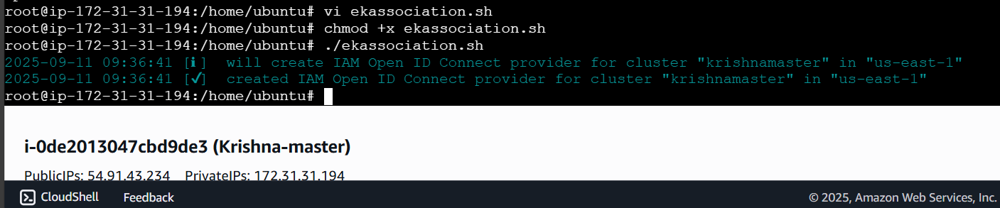 root@ip-172-31-31-194:/home/ubuntu# vi ekassociation.sh
root@ip-172-31-31-194:/home/ubuntu# chmod +x ekassociation.sh
root@ip-172-31-31-194:/home/ubuntu# ./ekassociation.sh
2025-09-11 09:36:41 [ℹ]  will create IAM Open ID Connect provider for cluster "krishnamaster" in "us-east-1"
2025-09-11 09:36:41 [✓]  created IAM Open ID Connect provider for cluster "krishnamaster" in "us-east-1"
root@ip-172-31-31-194:/home/ubuntu#
i-0de2013047cbd9de3 (Krishna-master)
PublicIPs: 54.91.43.234 PrivateIPs: 172.31.31.194
CloudShell Feedback © 2025, Amazon Web Services, Inc.